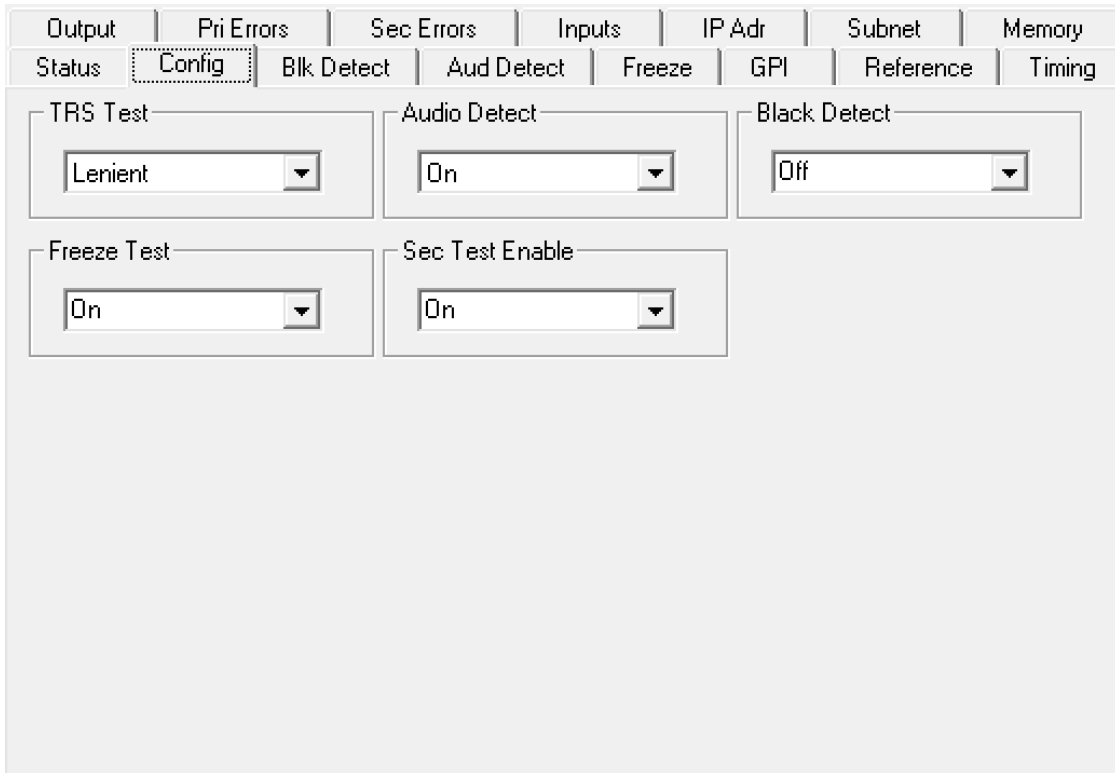 Output Pri Errors Sec Errors Inputs IP Adr Subnet Memory
Status Config Blk Detect Aud Detect Freeze GPI Reference Timing
TRS Test Audio Detect Black Detect
Lenient On Off
Freeze Test Sec Test Enable
On On